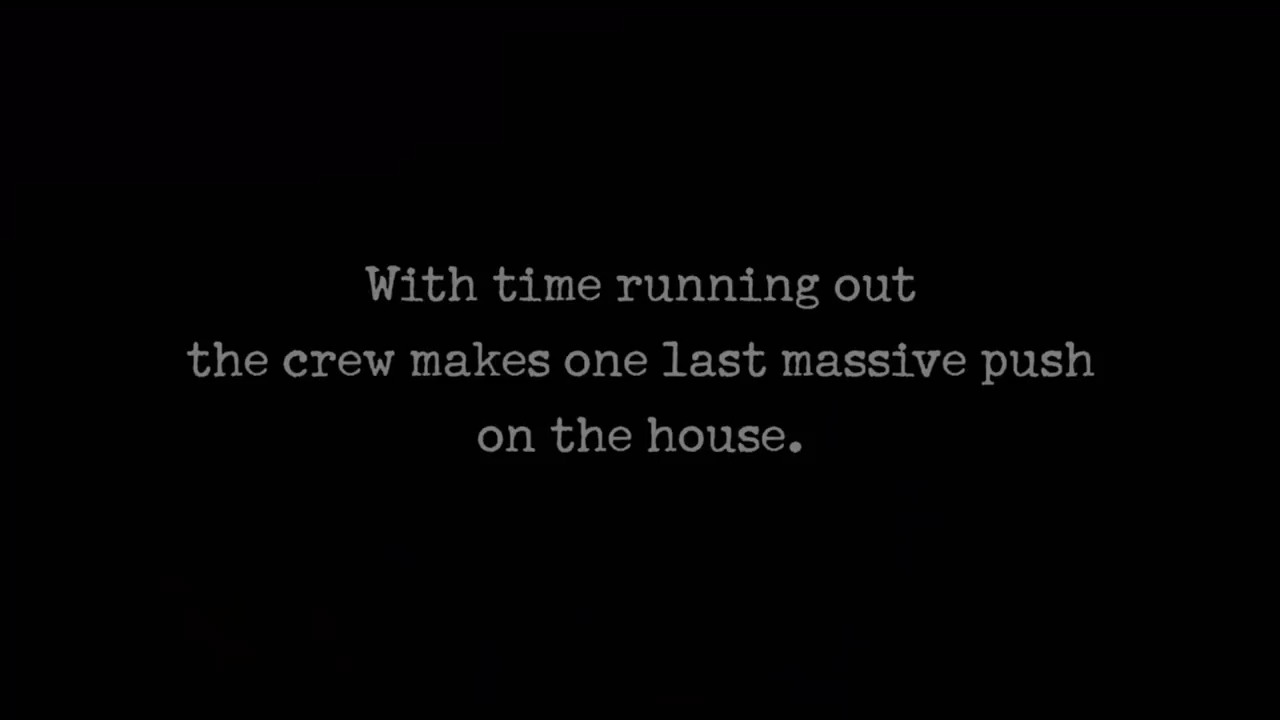 With time running out
the crew makes one last massive push
on the house.